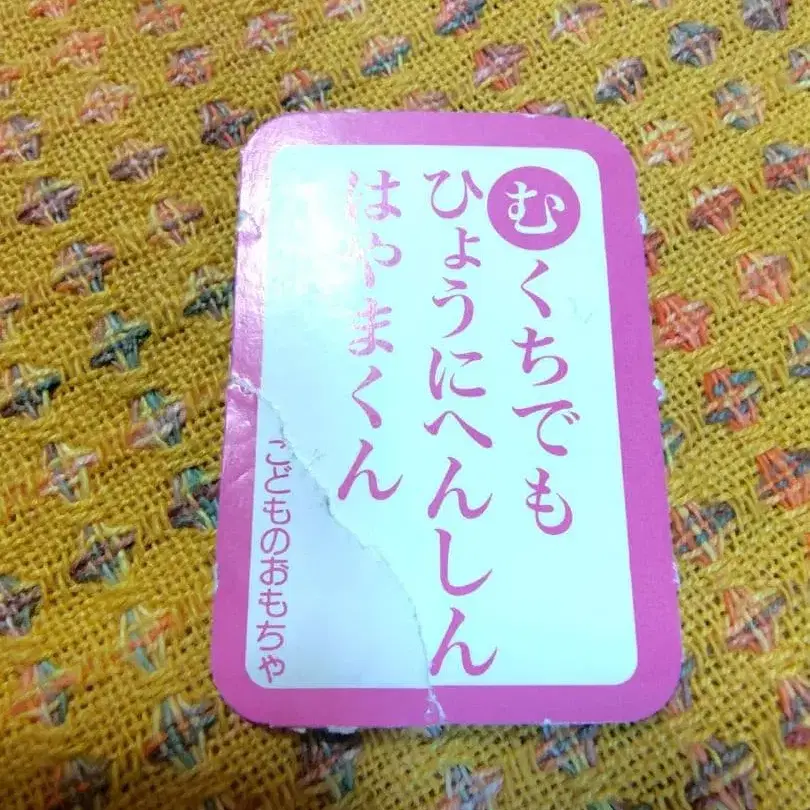 むくちでも
ひょうにへんしん
はやまくん
こどものおもちゃ